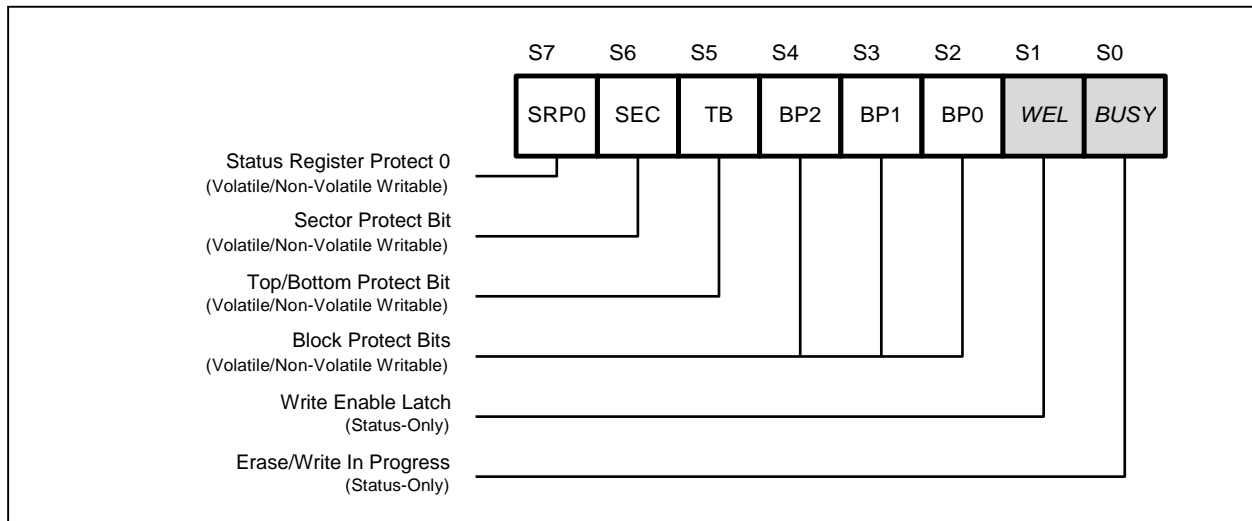 S7 S6 S5 S4 S3 S2 S1 S0
SRP0 SEC TB BP2 BP1 BP0 WEL BUSY
Status Register Protect 0
(Volatile/Non-Volatile Writable)
Sector Protect Bit
(Volatile/Non-Volatile Writable)
Top/Bottom Protect Bit
(Volatile/Non-Volatile Writable)
Block Protect Bits
(Volatile/Non-Volatile Writable)
Write Enable Latch
(Status-Only)
Erase/Write In Progress
(Status-Only)